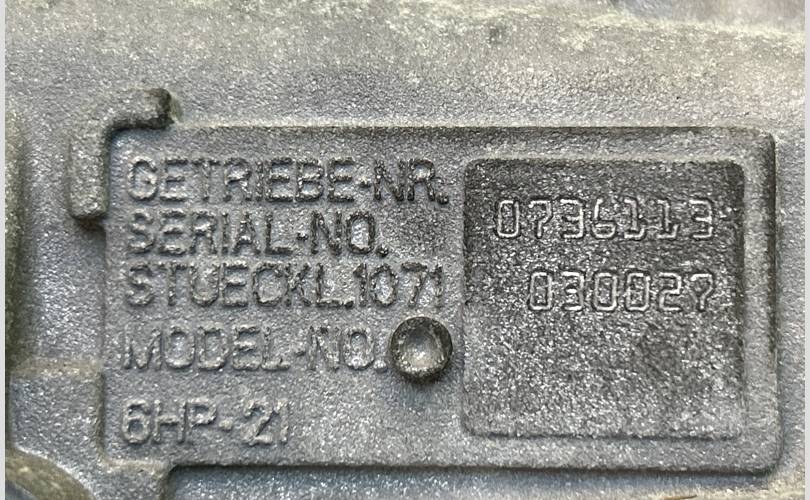 GETRIEBE-NR.
SERIAL-NO. 0736113
STUECKL.1071 030027
MODEL-NO.
6HP-21